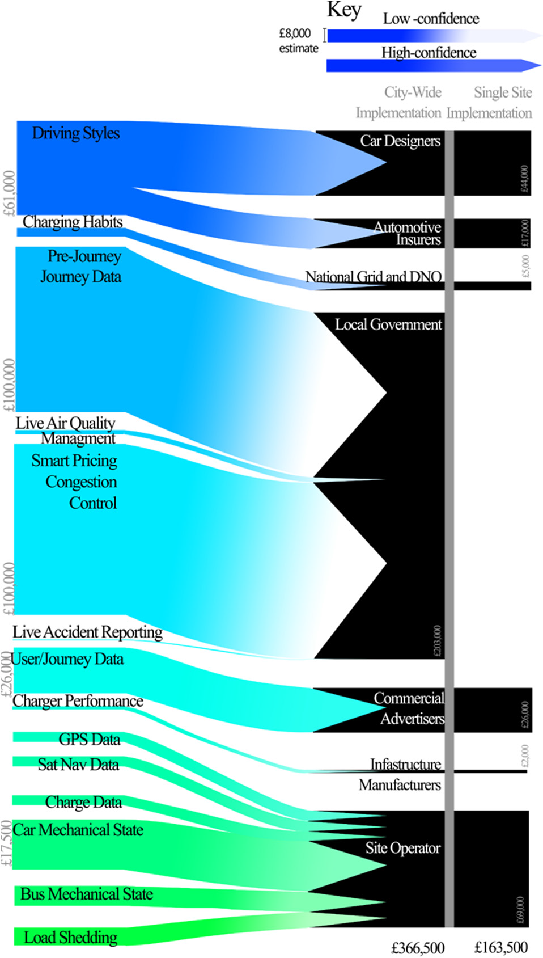 Key
Low -confidence
£8,000
estimate
High-confidence
City-Wide
Implementation
Single Site
Implementation
Driving Styles
£61,000
Car Designers
£44,000
Charging Habits
Automotive
Insurers
£17,000
Pre-Journey
Journey Data
National Grid and DNO
£5,000
Local Government
£100,000
Live Air Quality
Managment
Smart Pricing
Congestion
Control
£100,000
Live Accident Reporting
£203,000
User/Journey Data
£26,000
Charger Performance
Commercial
Advertisers
£26,000
GPS Data
Sat Nav Data
Infastructure
Manufacturers
£2,000
Charge Data
Car Mechanical State
£17,500
Site Operator
Bus Mechanical State
£69,000
Load Shedding
£366,500
£163,500